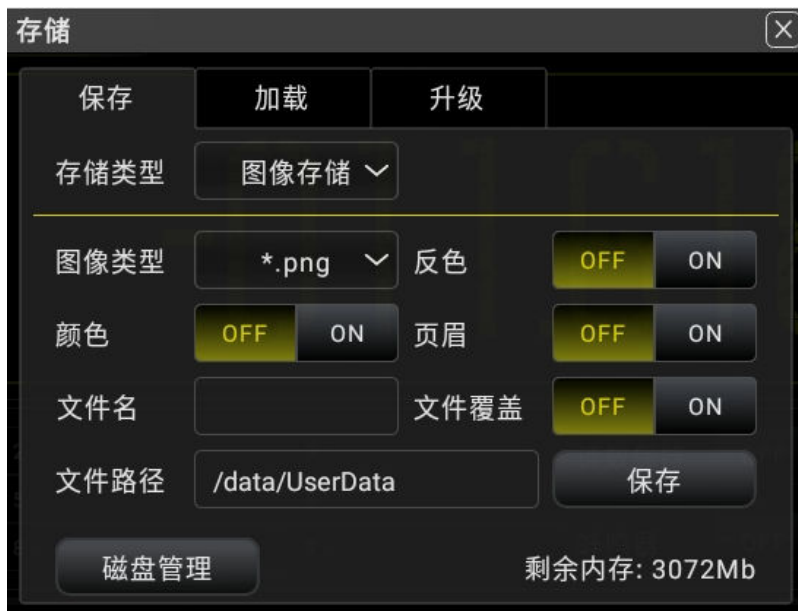 存储
保存 加载 升级
存储类型 图像存储
图像类型 *.png 反色 OFF ON
颜色 OFF ON 页眉 OFF ON
文件名 文件覆盖 OFF ON
文件路径 /data/UserData 保存
磁盘管理 剩余内存: 3072Mb